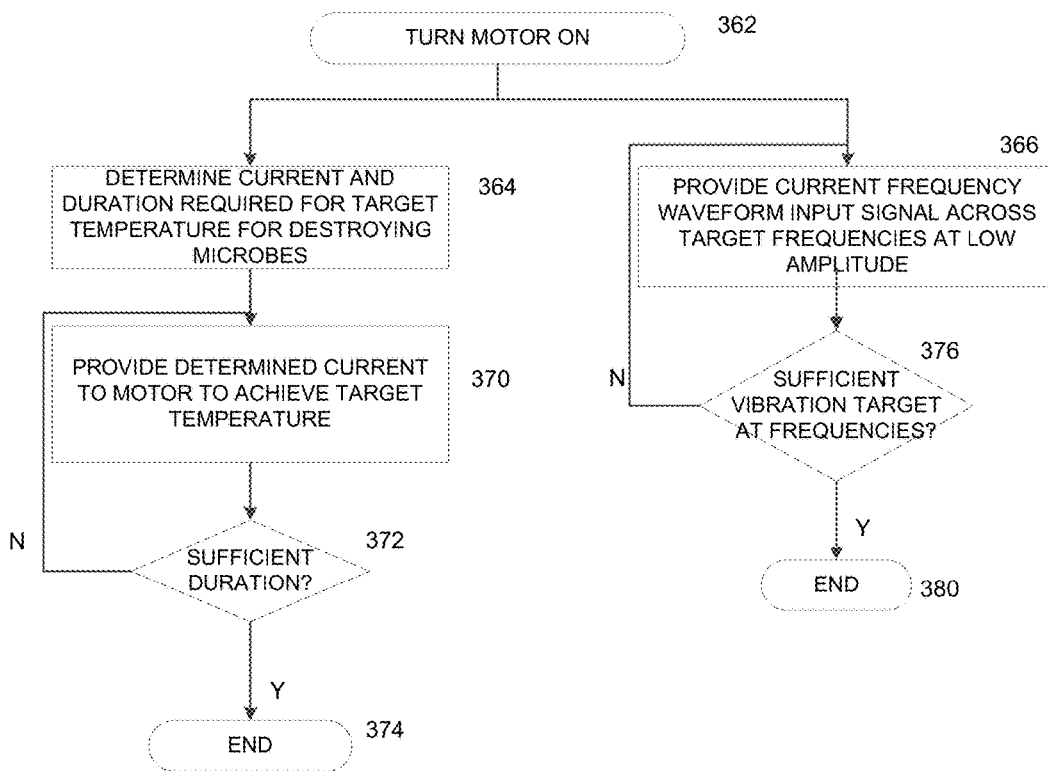 TURN MOTOR ON
362
DETERMINE CURRENT AND
DURATION REQUIRED FOR TARGET
TEMPERATURE FOR DESTROYING
MICROBES
364
366
PROVIDE CURRENT FREQUENCY
WAVEFORM INPUT SIGNAL ACROSS
TARGET FREQUENCIES AT LOW
AMPLITUDE
PROVIDE DETERMINED CURRENT
TO MOTOR TO ACHIEVE TARGET
TEMPERATURE
370
376
N
SUFFICIENT
VIBRATION TARGET
AT FREQUENCIES?
N
SUFFICIENT
DURATION?
372
Y
END
380
Y
END
374